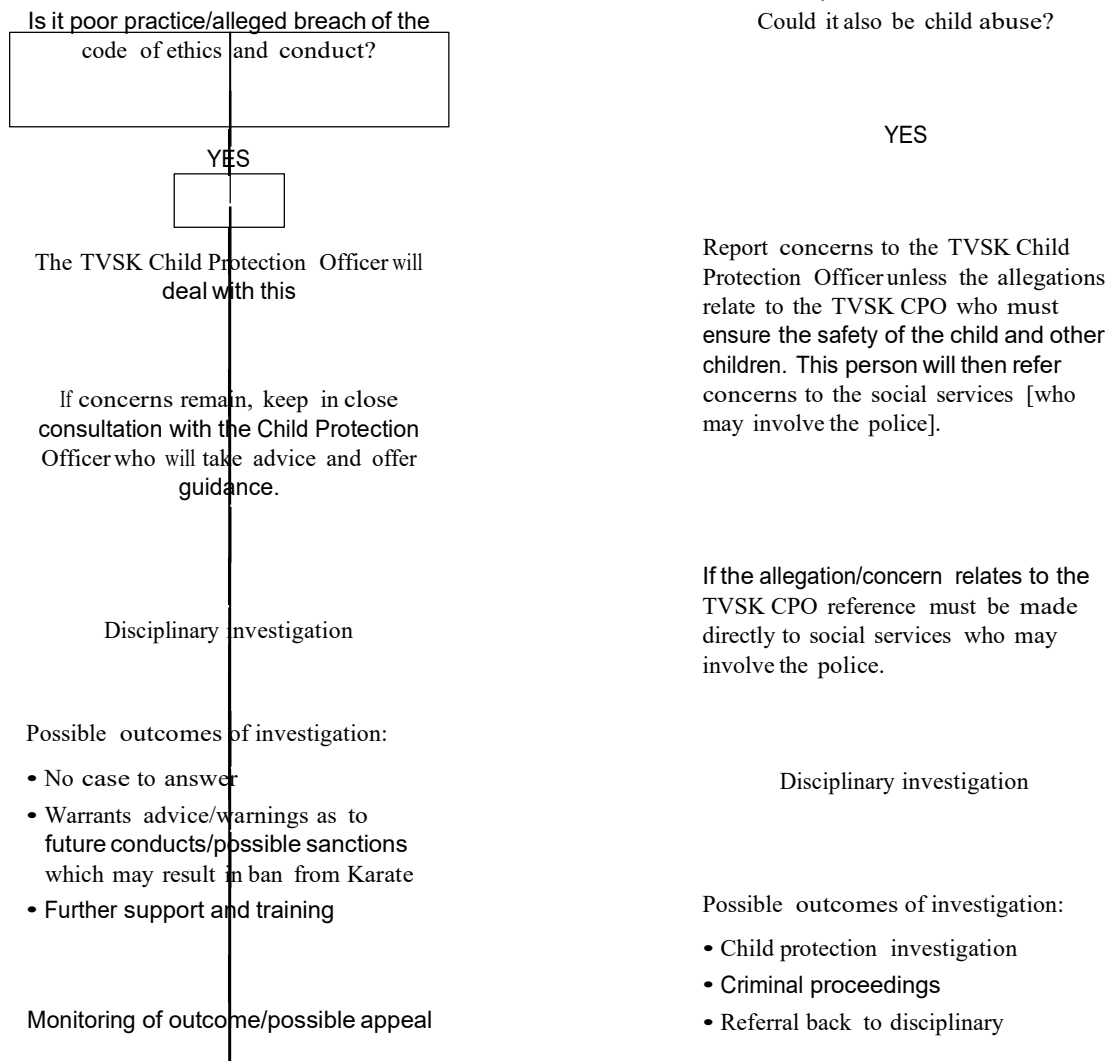 Is it poor practice/alleged breach of the
code of ethics and conduct?
YES
The TVSK Child Protection Officer will
deal with this
If concerns remain, keep in close
consultation with the Child Protection
Officer who will take advice and offer
guidance.
Disciplinary investigation
Possible outcomes of investigation:
• No case to answer
• Warrants advice/warnings as to
future conducts/possible sanctions
which may result in ban from Karate
• Further support and training
Monitoring of outcome/possible appeal
Could it also be child abuse?
YES
Report concerns to the TVSK Child
Protection Officer unless the allegations
relate to the TVSK CPO who must
ensure the safety of the child and other
children. This person will then refer
concerns to the social services [who
may involve the police].
If the allegation/concern relates to the
TVSK CPO reference must be made
directly to social services who may
involve the police.
Disciplinary investigation
Possible outcomes of investigation:
• Child protection investigation
• Criminal proceedings
• Referral back to disciplinary